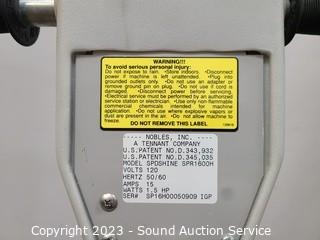 WARNING!!!
To avoid serious personal injury:
Do not expose to rain. •Store indoors. •Disconnect
power if machine is left unattended. •Plug into
grounded outlets only. •Do not use an adapter or
remove ground pin on plug. •Do not use if cord is
damaged. •Disconnect power before servicing.
•Electrical service must be performed by an authorized
service station or electrician. •Use only non-flammable
commercial chemicals intended for machine
application. •Do not use where explosive vapors or
dust are present in the air. •Do not allow machine to
freeze.
DO NOT REMOVE THIS LABEL
---- NOBLES, INC. ----
A TENNANT COMPANY
U.S.PATENT NO.D.343,932
U.S.PATENT NO.D.345,035
MODEL SPDSHINE SPR1600H
VOLTS 120
HERTZ 50/60
AMPS 15
WATTS 1.5 HP
SER# SP16H00050909 IGP
Copyright 2023 - Sound Auction Service